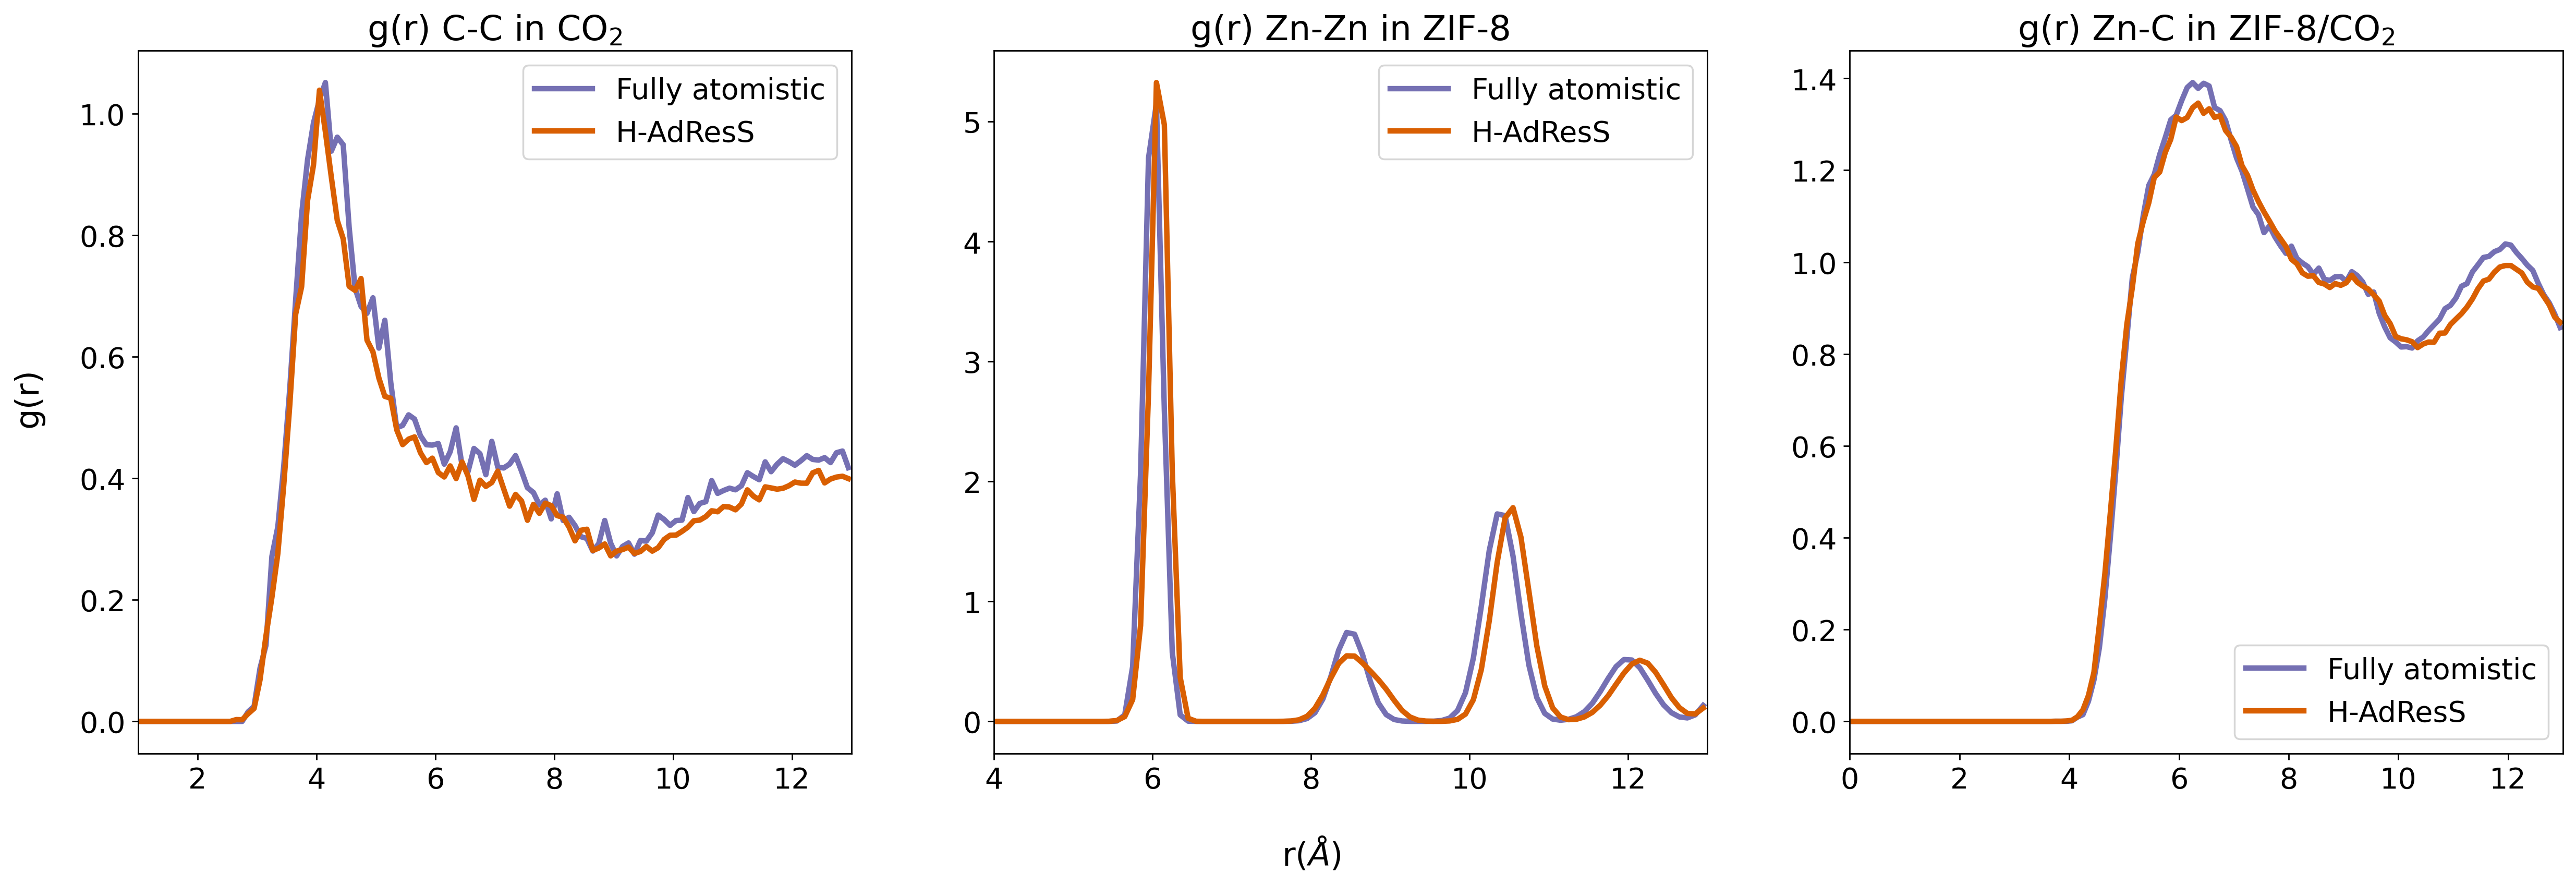 g(r) C-C in CO₂
g(r)
1.0
0.8
0.6
0.4
0.2
0.0
2 4 6 8 10 12
Fully atomistic
H-AdResS
g(r) Zn-Zn in ZIF-8
5
4
3
2
1
0
4 6 8 10 12
Fully atomistic
H-AdResS
g(r) Zn-C in ZIF-8/CO₂
1.4
1.2
1.0
0.8
0.6
0.4
0.2
0.0
0 2 4 6 8 10 12
Fully atomistic
H-AdResS
r(Å)